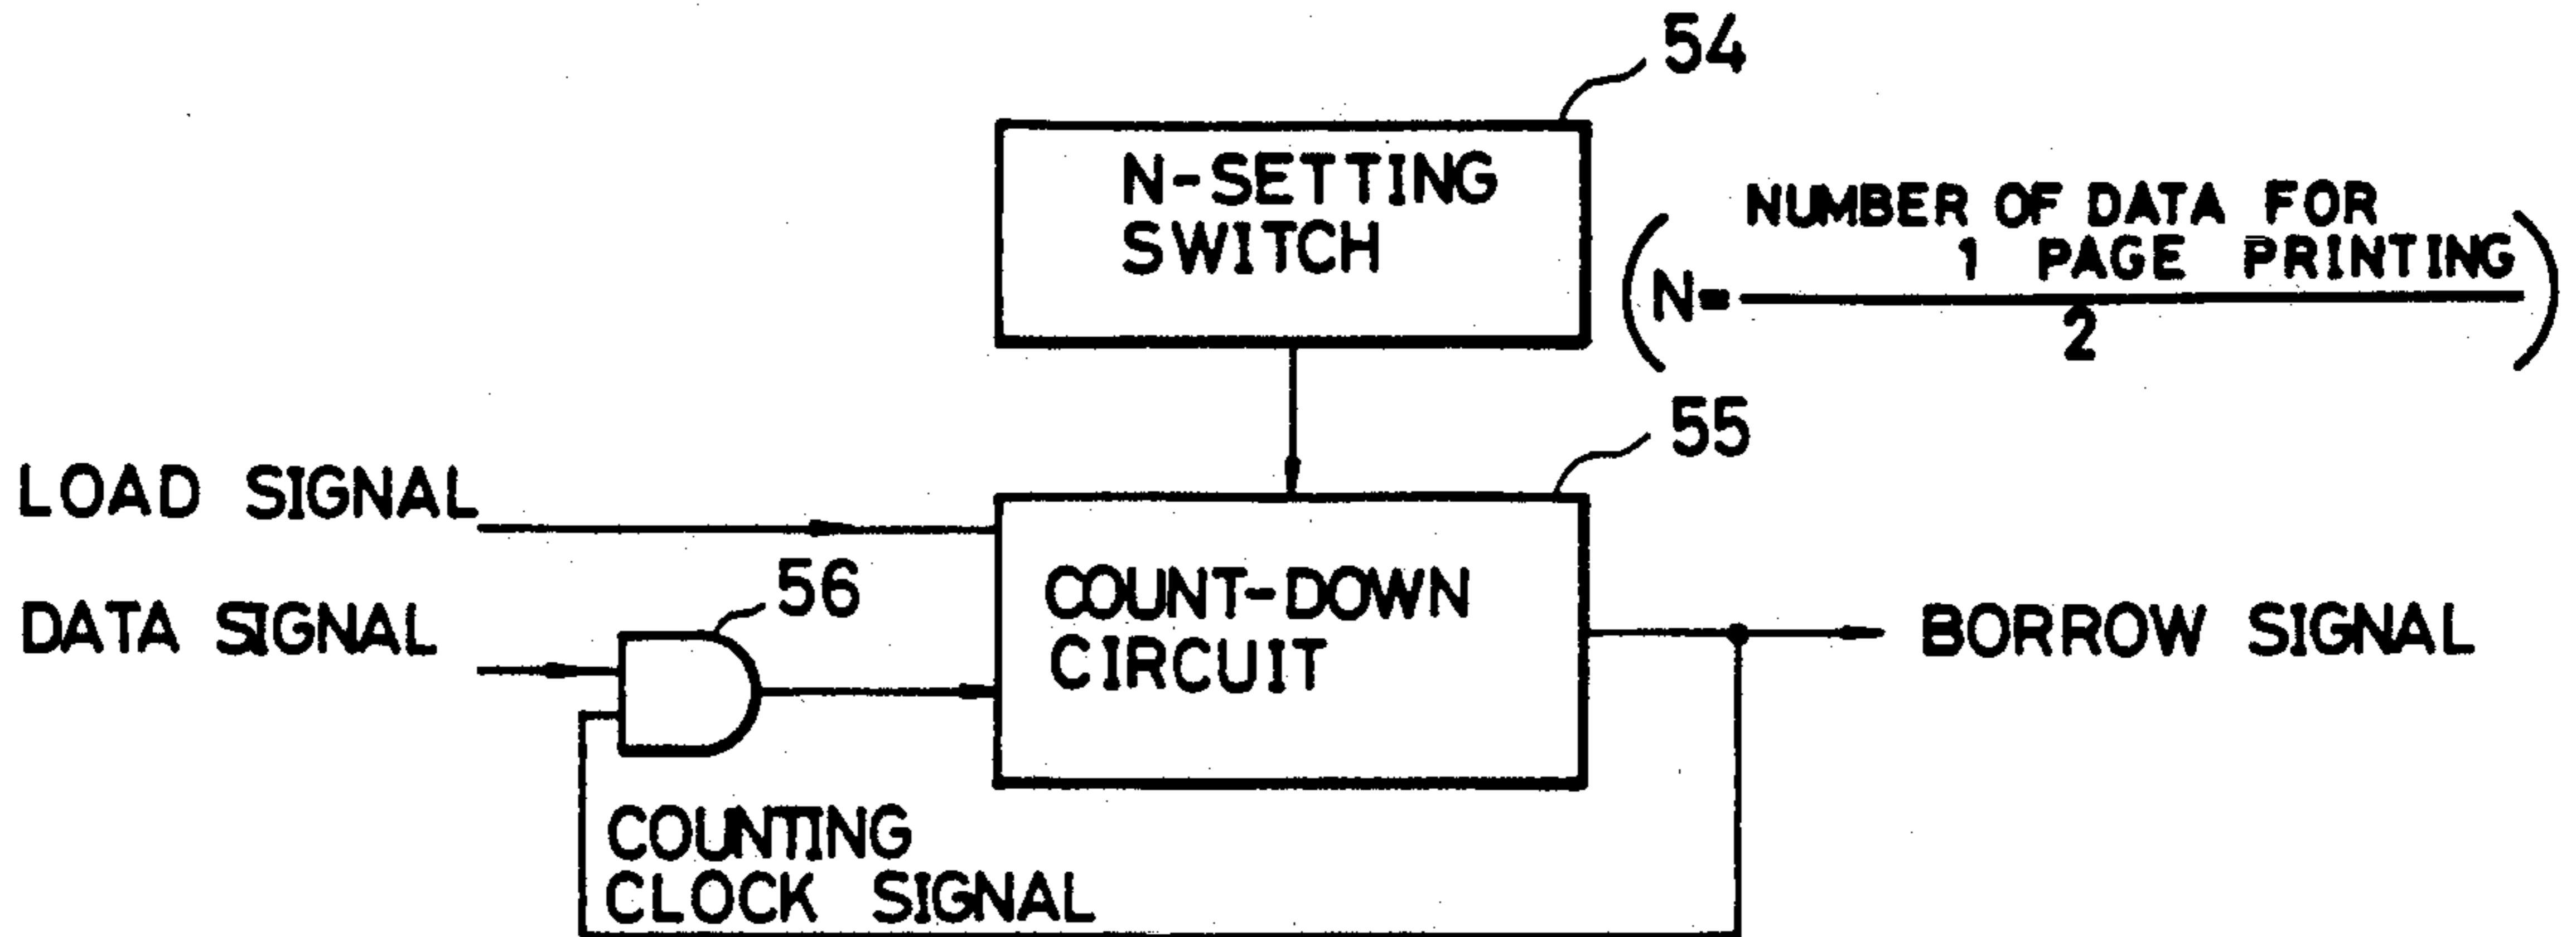 54
N-SETTING
SWITCH
NUMBER OF DATA FOR
1 PAGE PRINTING
N=
2
55
LOAD SIGNAL
56
COUNT-DOWN
CIRCUIT
DATA SIGNAL
BORROW SIGNAL
COUNTING
CLOCK SIGNAL